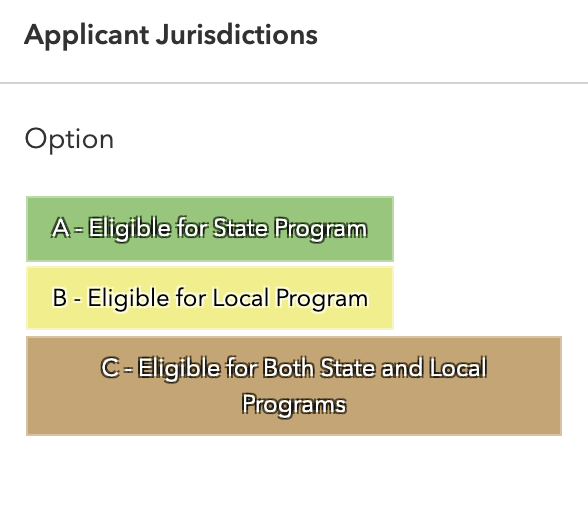 Applicant Jurisdictions
Option
A - Eligible for State Program
B - Eligible for Local Program
C - Eligible for Both State and Local
Programs